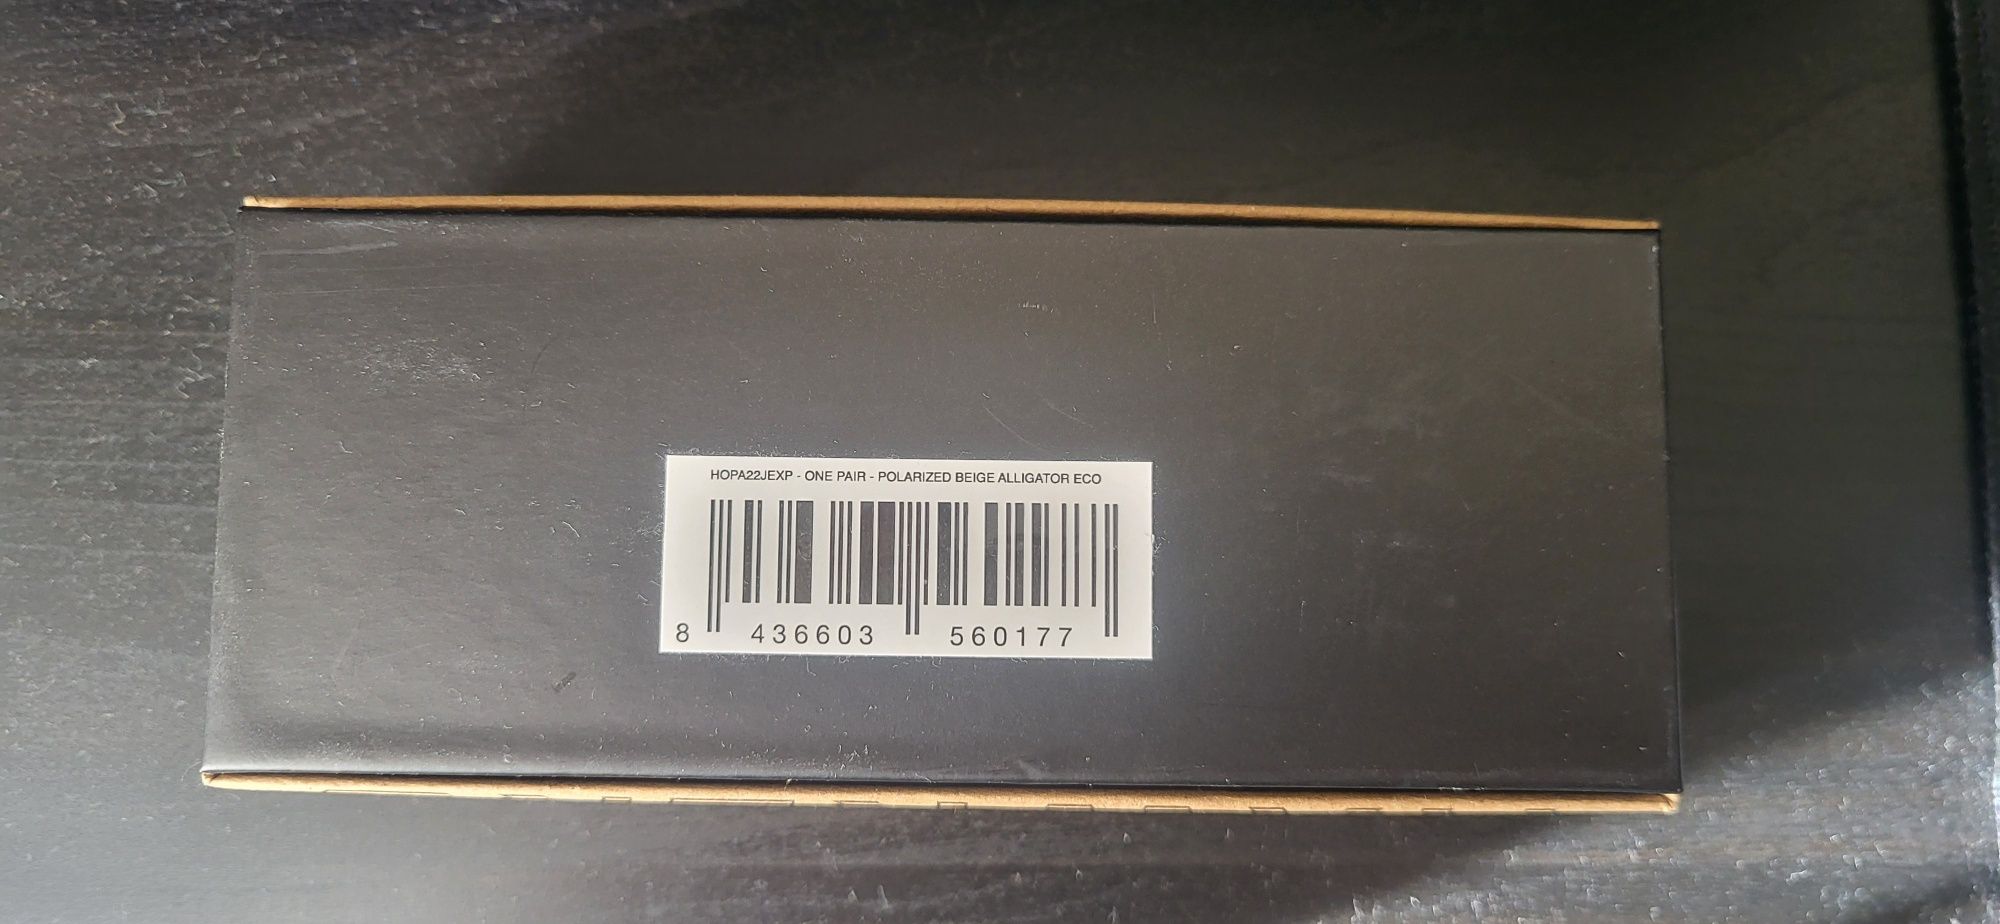 HOPA22JEXP - ONE PAIR - POLARIZED BEIGE ALLIGATOR ECO
8 436603 560177